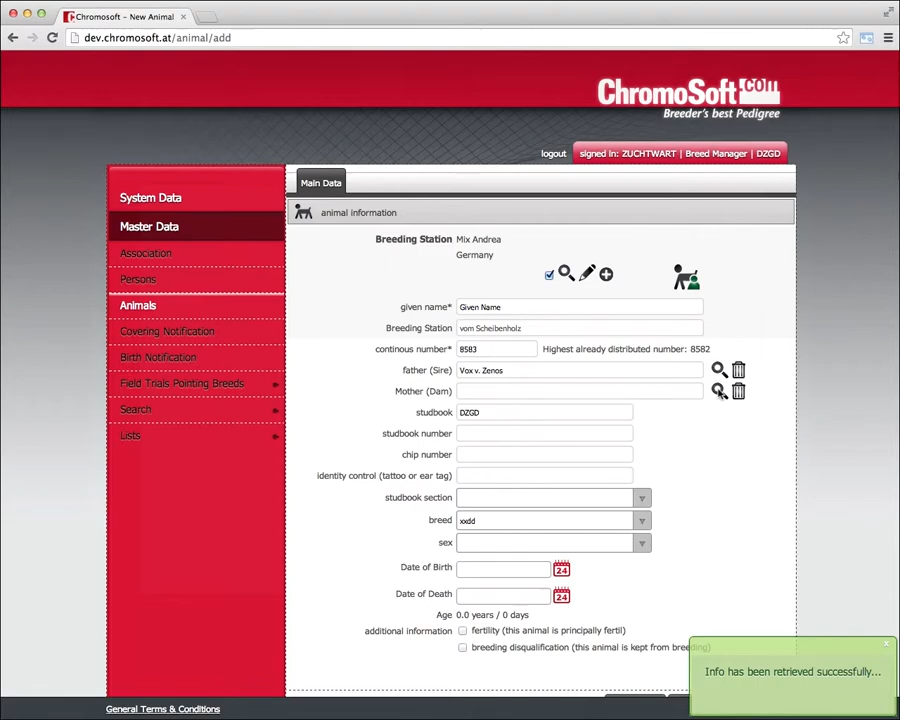 Chromosoft - New Animal
dev.chromosoft.at/animal/add
ChromoSoft.com
Breeder's best Pedigree
logout
signed in: ZUCHTWART | Breed Manager | DZGD
System Data
Master Data
Association
Persons
Animals
Covering Notification
Birth Notification
Field Trials Pointing Breeds
Search
Lists
Main Data
animal information
Breeding Station Mix Andrea
Germany
given name* Given Name
Breeding Station vom Scheibenholz
continous number* 8583 Highest already distributed number: 8582
father (Sire) Vox v. Zenos
Mother (Dam)
studbook DZGD
studbook number
chip number
identity control (tattoo or ear tag)
studbook section
breed xxdd
sex
Date of Birth 24
Date of Death 24
Age 0.0 years / 0 days
additional information fertility (this animal is principally fertil)
breeding disqualification (this animal is kept from breeding)
Info has been retrieved successfully...
General Terms & Conditions